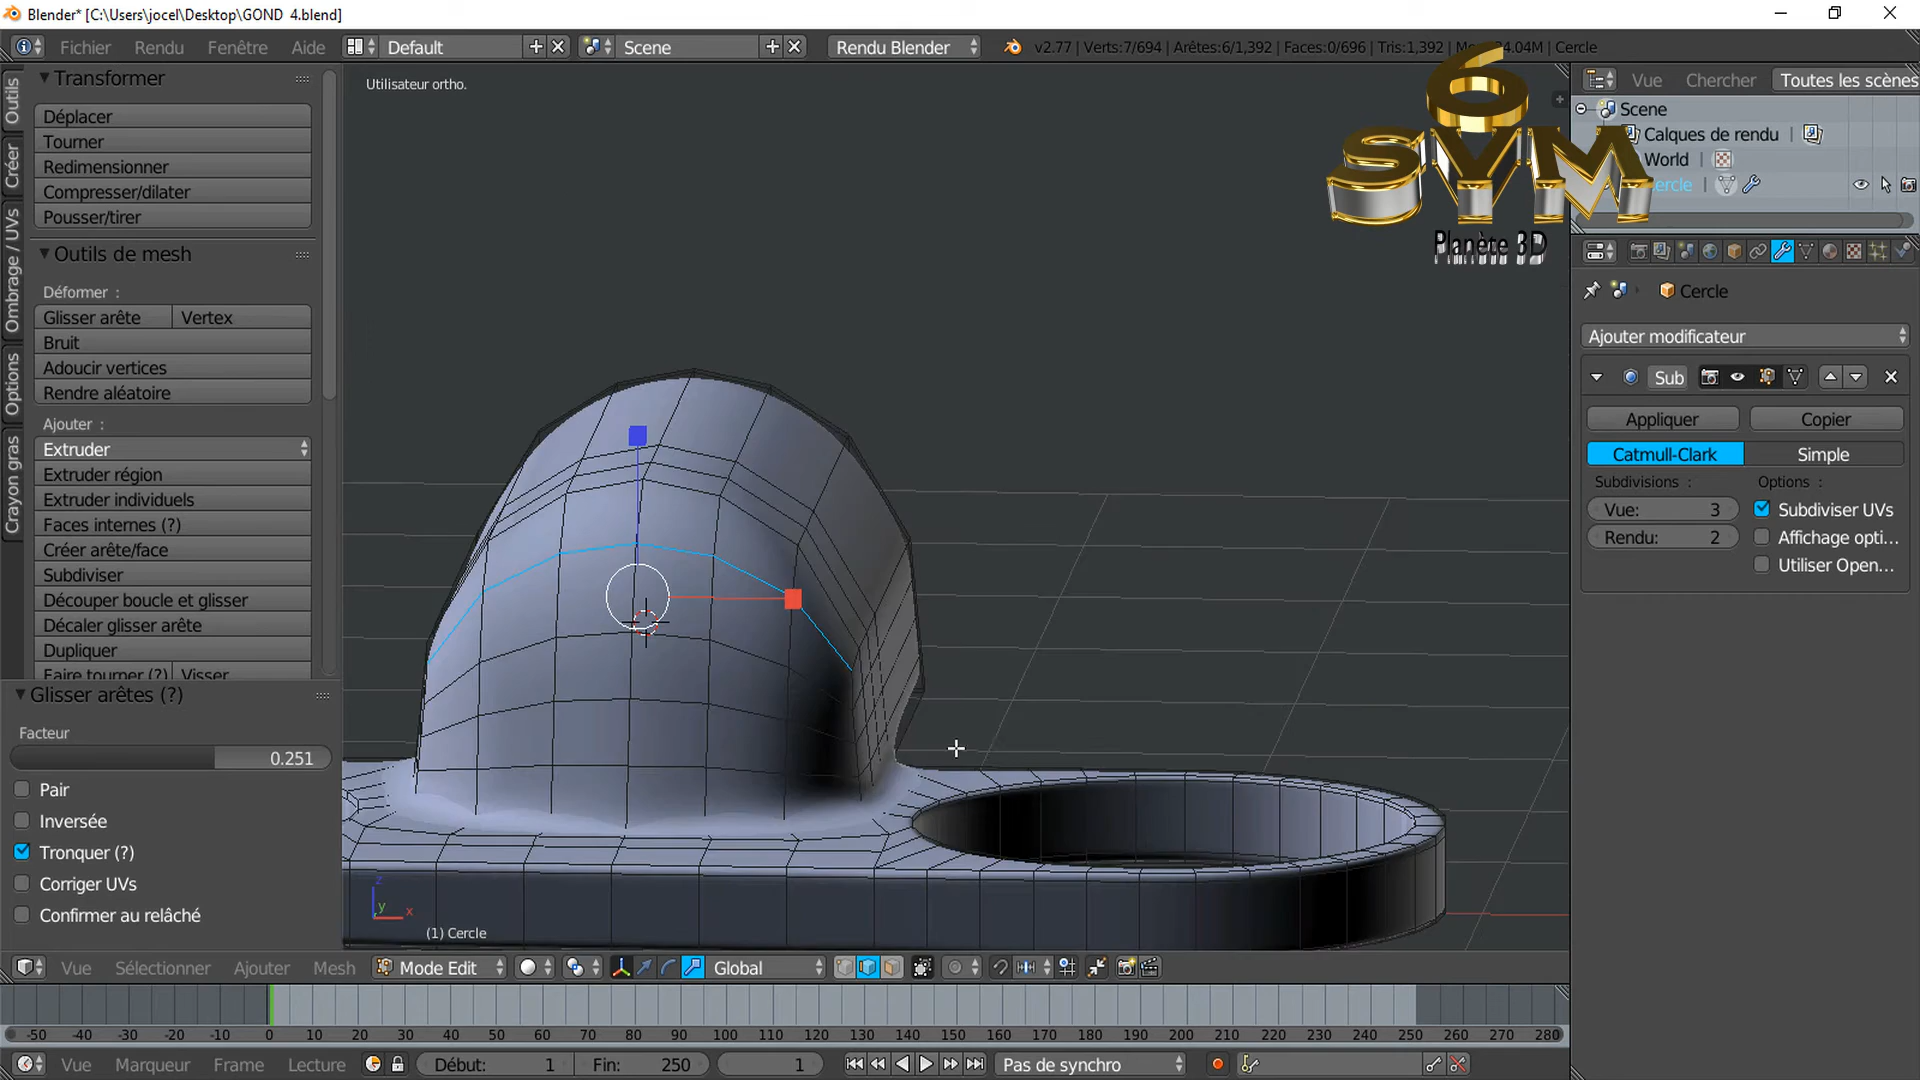 Blender* [C:\Users\jocel\Desktop\GOND  4.blend]
Fichier Rendu Fenêtre Aide Default Scene Rendu Blender v2.77 | Verts:7/694 | Arêtes:6/1,392 | Faces:0/696 | Tris:1,392 | Cercle
Outils
Créer
Ombrage / UVs
Options
Crayon gras
Transformer
Déplacer
Tourner
Redimensionner
Compresser/dilater
Pousser/tirer
Outils de mesh
Déformer :
Glisser arête Vertex
Bruit
Adoucir vertices
Rendre aléatoire
Ajouter :
Extruder
Extruder région
Extruder individuels
Faces internes (?)
Créer arête/face
Subdiviser
Découper boucle et glisser
Décaler glisser arête
Dupliquer
Faire tourner (?) Visser
Glisser arêtes (?)
Facteur
0.251
Pair
Inversée
Tronquer (?)
Corriger UVs
Confirmer au relâché
Utilisateur ortho.
6
SYM
Planète 3D
z
y
x
(1) Cercle
Vue Chercher Toutes les scènes
Scene
Calques de rendu
World
Cercle
Ajouter modificateur
Sub
Appliquer Copier
Catmull-Clark Simple
Subdivisions : Options :
Vue: 3 Subdiviser UVs
Rendu: 2 Affichage opti...
Utiliser Open...
Vue Sélectionner Ajouter Mesh Mode Edit Global
-50 -40 -30 -20 -10 0 10 20 30 40 50 60 70 80 90 100 110 120 130 140 150 160 170 180 190 200 210 220 230 240 250 260 270 280
Vue Marqueur Frame Lecture Début: 1 Fin: 250 1 Pas de synchro